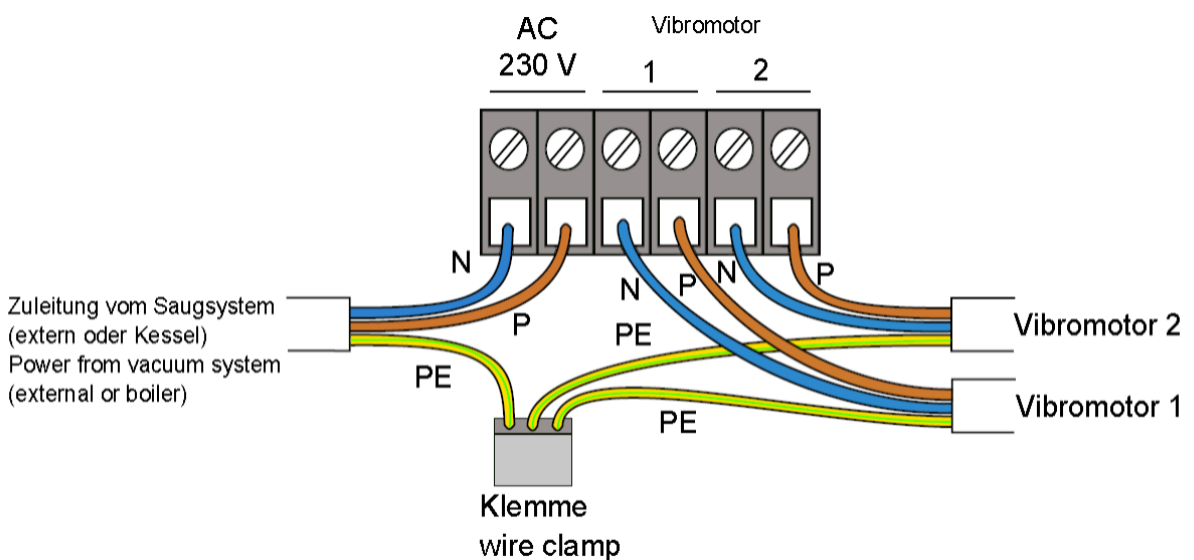 AC
230 V
Vibromotor
1
2
N
P
PE
N
P
N
P
PE
PE
Zuleitung vom Saugsystem
(extern oder Kessel)
Power from vacuum system
(external or boiler)
Vibromotor 2
Vibromotor 1
Klemme
wire clamp